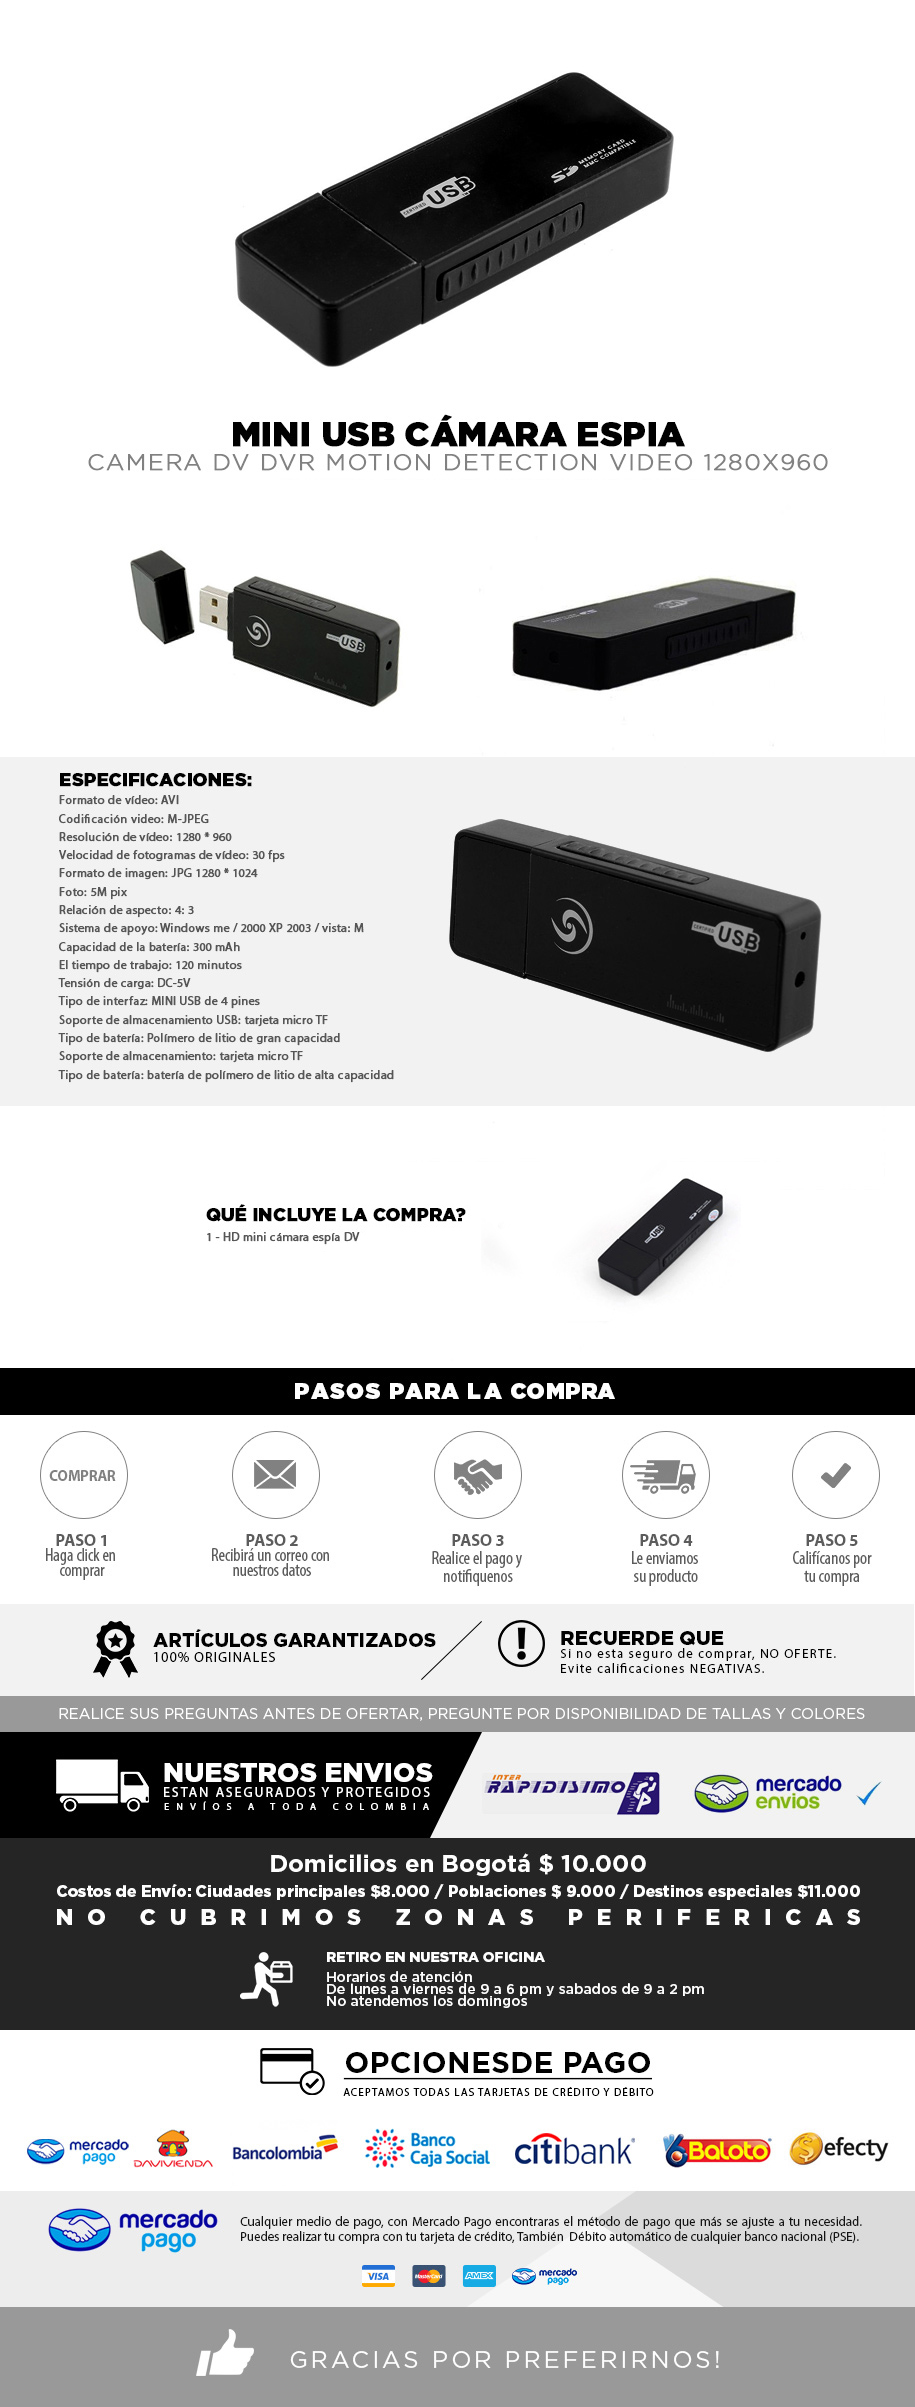 CERTIFIED USB
SD MEMORY CARD
MMC COMPATIBLE
MINI USB CÁMARA ESPIA
CAMERA DV DVR MOTION DETECTION VIDEO 1280X960
USB
ESPECIFICACIONES:
Formato de vídeo: AVI
Codificación video: M-JPEG
Resolución de vídeo: 1280 * 960
Velocidad de fotogramas de vídeo: 30 fps
Formato de imagen: JPG 1280 * 1024
Foto: 5M pix
Relación de aspecto: 4: 3
Sistema de apoyo: Windows me / 2000 XP 2003 / vista: M
Capacidad de la batería: 300 mAh
El tiempo de trabajo: 120 minutos
Tensión de carga: DC-5V
Tipo de interfaz: MINI USB de 4 pines
Soporte de almacenamiento USB: tarjeta micro TF
Tipo de batería: Polímero de litio de gran capacidad
Soporte de almacenamiento: tarjeta micro TF
Tipo de batería: batería de polímero de litio de alta capacidad
CERTIFIED USB
QUÉ INCLUYE LA COMPRA?
1 - HD mini cámara espía DV
USB
PASOS PARA LA COMPRA
COMPRAR
PASO 1
Haga click en
comprar
PASO 2
Recibirá un correo con
nuestros datos
PASO 3
Realice el pago y
notifiquenos
PASO 4
Le enviamos
su producto
PASO 5
Califícanos por
tu compra
ARTÍCULOS GARANTIZADOS
100% ORIGINALES
RECUERDE QUE
Si no esta seguro de comprar, NO OFERTE.
Evite calificaciones NEGATIVAS.
REALICE SUS PREGUNTAS ANTES DE OFERTAR, PREGUNTE POR DISPONIBILIDAD DE TALLAS Y COLORES
NUESTROS ENVIOS
ESTAN ASEGURADOS Y PROTEGIDOS
ENVÍOS A TODA COLOMBIA
INTER
RAPIDISIMO
mercado
envios
Domicilios en Bogotá $ 10.000
Costos de Envío: Ciudades principales $8.000 / Poblaciones $ 9.000 / Destinos especiales $11.000
NO CUBRIMOS ZONAS PERIFERICAS
RETIRO EN NUESTRA OFICINA
Horarios de atención
De lunes a viernes de 9 a 6 pm y sabados de 9 a 2 pm
No atendemos los domingos
OPCIONESDE PAGO
ACEPTAMOS TODAS LAS TARJETAS DE CRÉDITO Y DÉBITO
mercado
pago
DAVIVIENDA
Bancolombia
Banco
Caja Social
citibank
Baloto
efecty
mercado
pago
Cualquier medio de pago, con Mercado Pago encontraras el método de pago que más se ajuste a tu necesidad.
Puedes realizar tu compra con tu tarjeta de crédito, También Débito automático de cualquier banco nacional (PSE).
VISA
MasterCard
AMEX
mercado
pago
GRACIAS POR PREFERIRNOS!